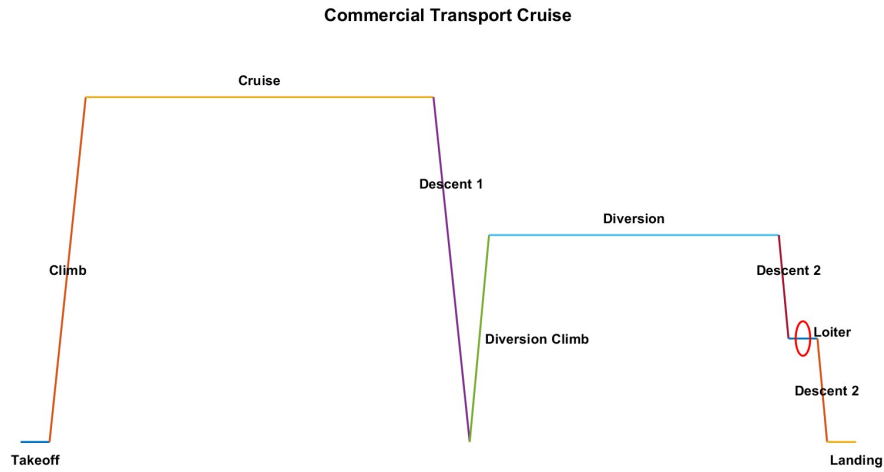 Commercial Transport Cruise
Cruise
Descent 1
Diversion
Climb
Descent 2
Loiter
Diversion Climb
Descent 2
Takeoff
Landing